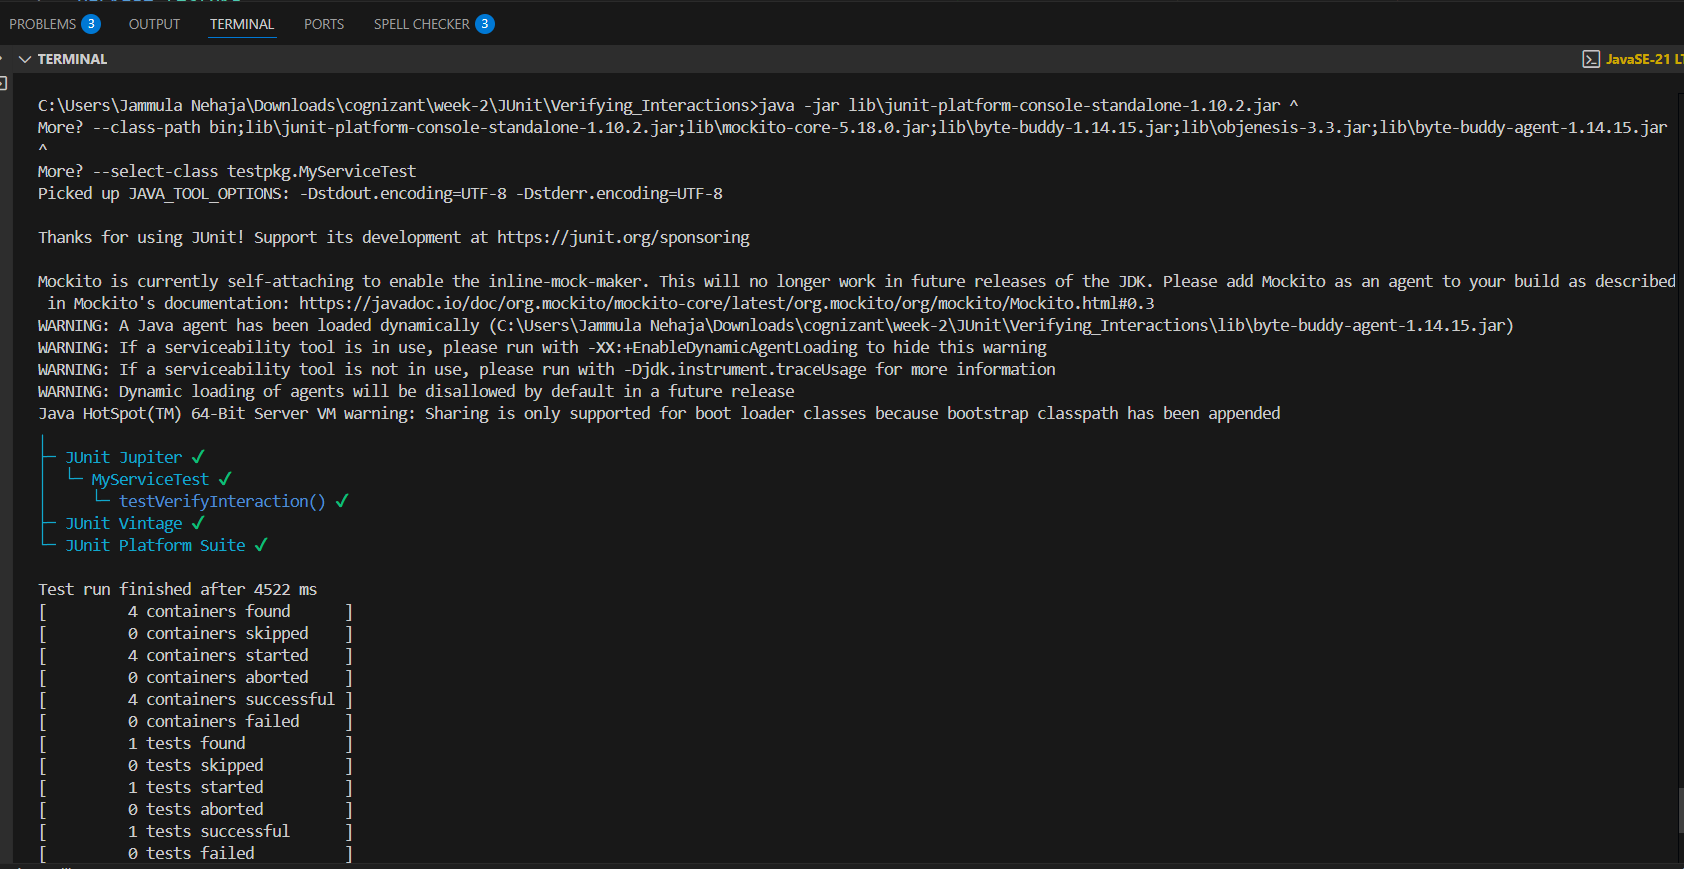 PROBLEMS 3 OUTPUT TERMINAL PORTS SPELL CHECKER 3
TERMINAL JavaSE-21 LT
C:\Users\Jammula Nehaja\Downloads\cognizant\week-2\JUnit\Verifying_Interactions>java -jar lib\junit-platform-console-standalone-1.10.2.jar ^
More? --class-path bin;lib\junit-platform-console-standalone-1.10.2.jar;lib\mockito-core-5.18.0.jar;lib\byte-buddy-1.14.15.jar;lib\objenesis-3.3.jar;lib\byte-buddy-agent-1.14.15.jar
^
More? --select-class testpkg.MyServiceTest
Picked up JAVA_TOOL_OPTIONS: -Dstdout.encoding=UTF-8 -Dstderr.encoding=UTF-8
Thanks for using JUnit! Support its development at https://junit.org/sponsoring
Mockito is currently self-attaching to enable the inline-mock-maker. This will no longer work in future releases of the JDK. Please add Mockito as an agent to your build as described
in Mockito's documentation: https://javadoc.io/doc/org.mockito/mockito-core/latest/org.mockito/org/mockito/Mockito.html#0.3
WARNING: A Java agent has been loaded dynamically (C:\Users\Jammula Nehaja\Downloads\cognizant\week-2\JUnit\Verifying_Interactions\lib\byte-buddy-agent-1.14.15.jar)
WARNING: If a serviceability tool is in use, please run with -XX:+EnableDynamicAgentLoading to hide this warning
WARNING: If a serviceability tool is not in use, please run with -Djdk.instrument.traceUsage for more information
WARNING: Dynamic loading of agents will be disallowed by default in a future release
Java HotSpot(TM) 64-Bit Server VM warning: Sharing is only supported for boot loader classes because bootstrap classpath has been appended
├─ JUnit Jupiter ✔
│ └─ MyServiceTest ✔
│ └─ testVerifyInteraction() ✔
├─ JUnit Vintage ✔
└─ JUnit Platform Suite ✔
Test run finished after 4522 ms
[ 4 containers found ]
[ 0 containers skipped ]
[ 4 containers started ]
[ 0 containers aborted ]
[ 4 containers successful ]
[ 0 containers failed ]
[ 1 tests found ]
[ 0 tests skipped ]
[ 1 tests started ]
[ 0 tests aborted ]
[ 1 tests successful ]
[ 0 tests failed ]